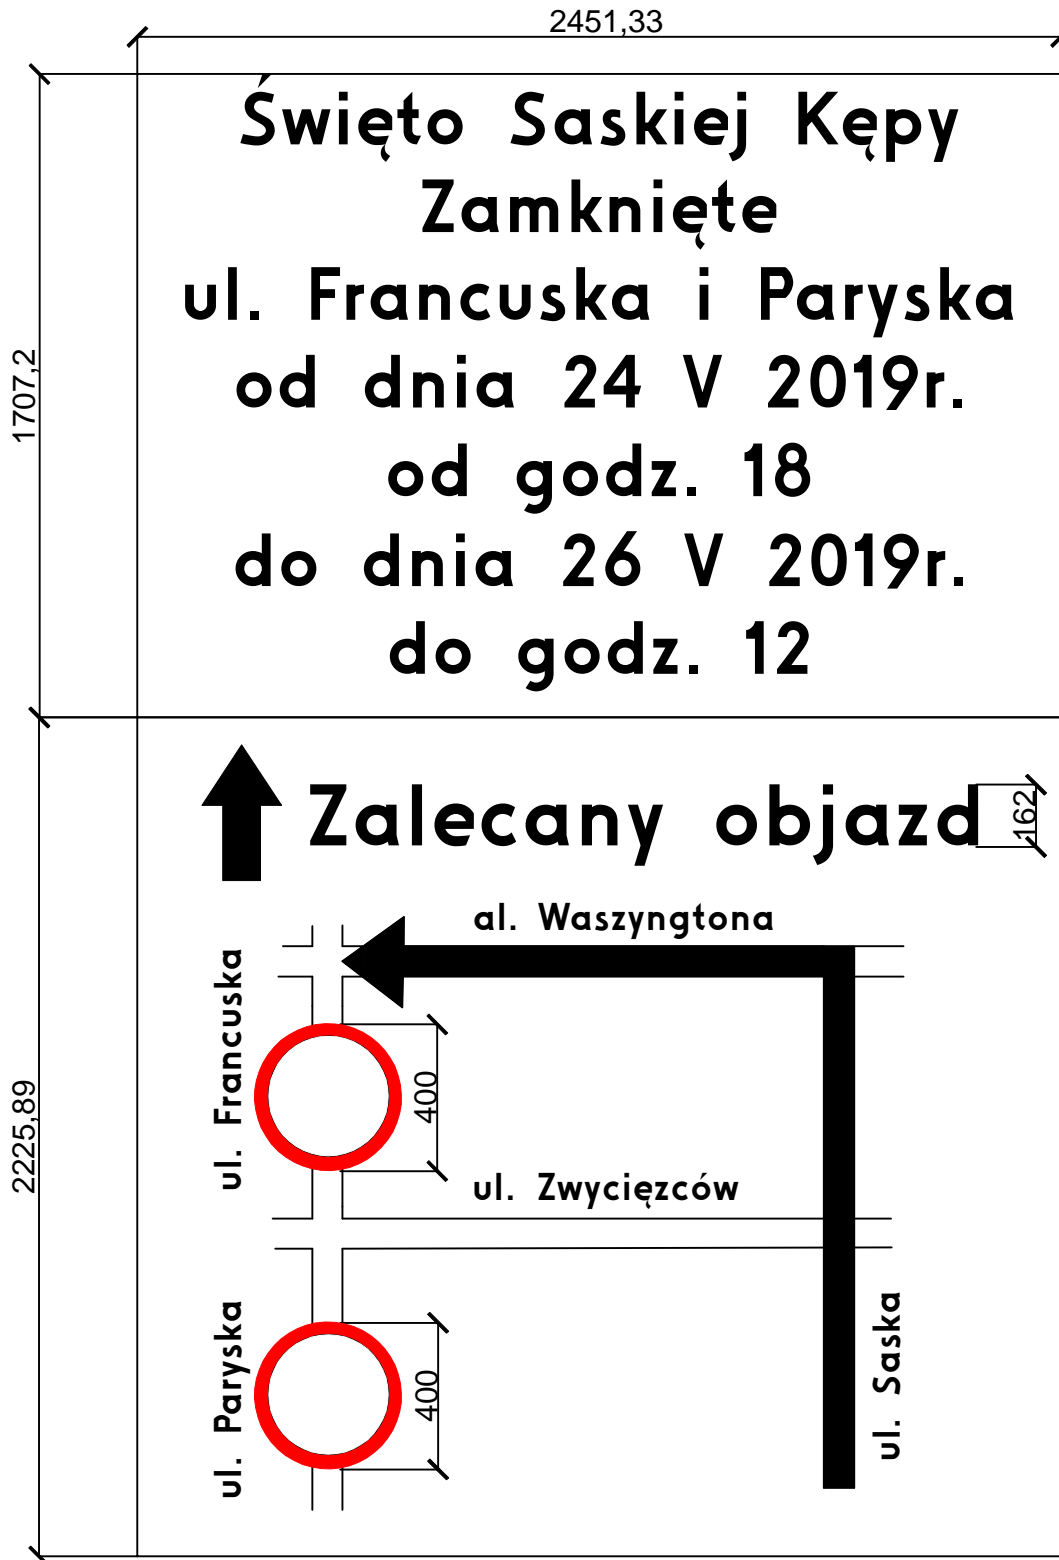 2451,33
Święto Saskiej Kępy
Zamknięte
ul. Francuska i Paryska
od dnia 24 V 2019r.
od godz. 18
do dnia 26 V 2019r.
do godz. 12
1707,2
Zalecany objazd
162
al. Waszyngtona
ul. Francuska
400
2225,89
ul. Zwycięzców
ul. Paryska
400
ul. Saska